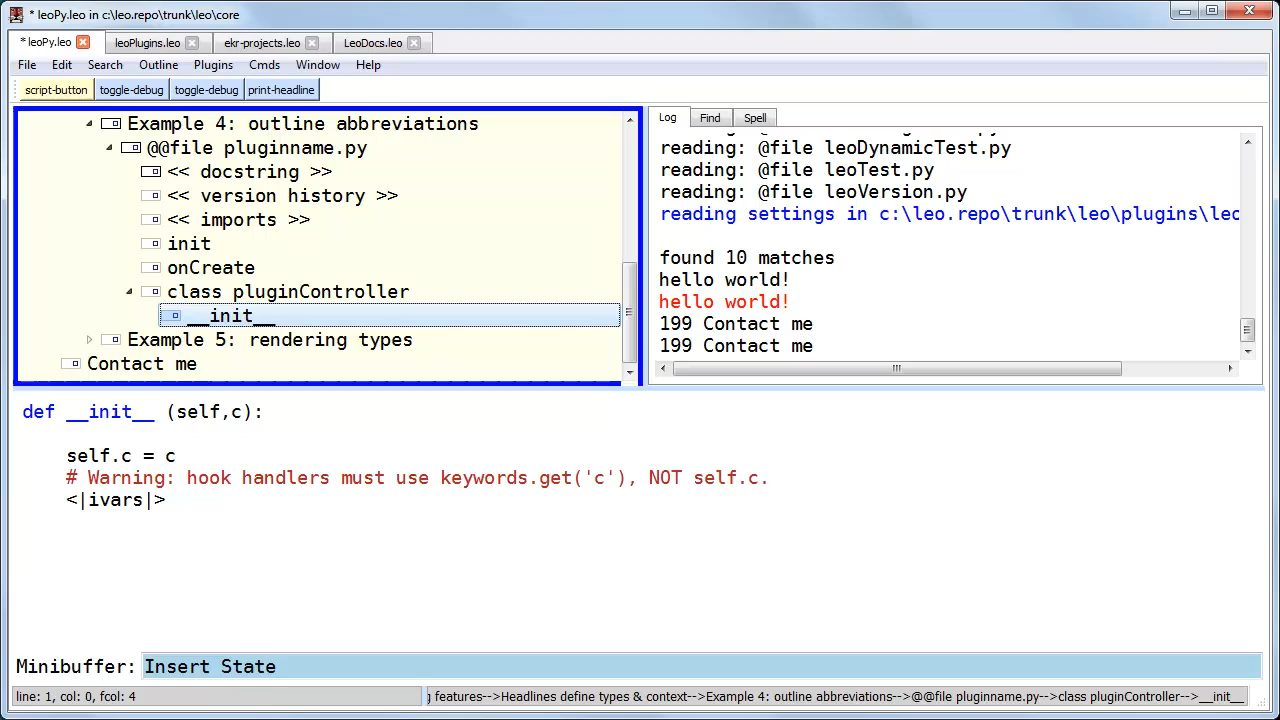 * leoPy.leo in c:\leo.repo\trunk\leo\core
* leoPy.leo leoPlugins.leo ekr-projects.leo LeoDocs.leo
File Edit Search Outline Plugins Cmds Window Help
script-button toggle-debug toggle-debug print-headline
Example 4: outline abbreviations
@@file pluginname.py
<< docstring >>
<< version history >>
<< imports >>
init
onCreate
class pluginController
__init__
Example 5: rendering types
Contact me
Log Find Spell
reading: @file leoDynamicTest.py
reading: @file leoTest.py
reading: @file leoVersion.py
reading settings in c:\leo.repo\trunk\leo\plugins\leo
found 10 matches
hello world!
hello world!
199 Contact me
199 Contact me
def __init__ (self,c):
self.c = c
# Warning: hook handlers must use keywords.get('c'), NOT self.c.
<|ivars|>
Minibuffer: Insert State
line: 1, col: 0, fcol: 4
features-->Headlines define types & context-->Example 4: outline abbreviations-->@@file pluginname.py-->class pluginController-->__init__